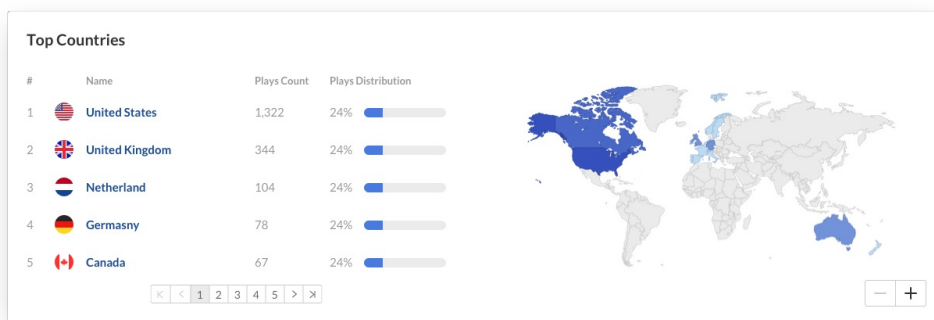 Top Countries
# Name Plays Count Plays Distribution
1 United States 1,322 24%
2 United Kingdom 344 24%
3 Netherland 104 24%
4 Germasny 78 24%
5 Canada 67 24%
K < 1 2 3 4 5 > >|
− +